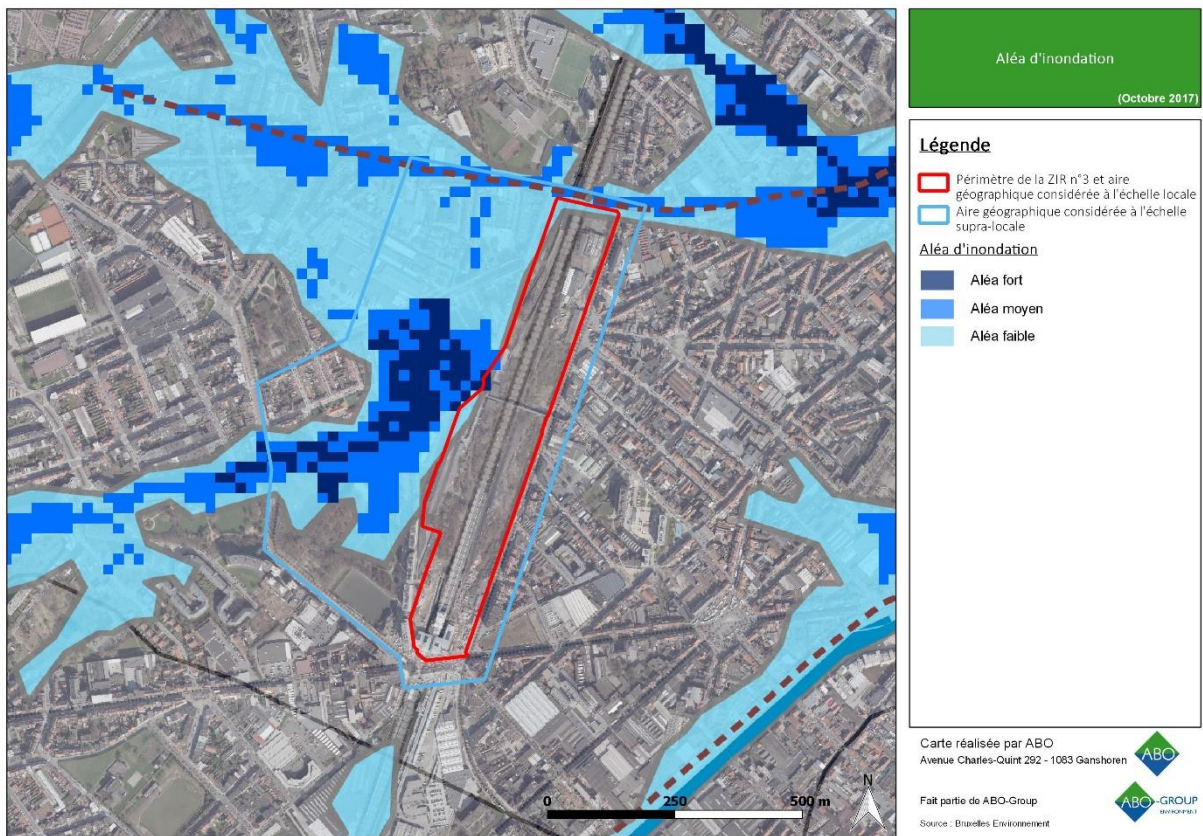 Aléa d'inondation
(Octobre 2017)
Légende
Périmètre de la ZIR n°3 et aire
géographique considérée à l'échelle locale
Aire géographique considérée à l'échelle
supra-locale
Aléa d'inondation
Aléa fort
Aléa moyen
Aléa faible
N
0 250 500 m
Carte réalisée par ABO
Avenue Charles-Quint 292 - 1083 Ganshoren
ABO
Fait partie de ABO-Group
ABO-GROUP
ENVIRONMENT
Source : Bruxelles Environnement